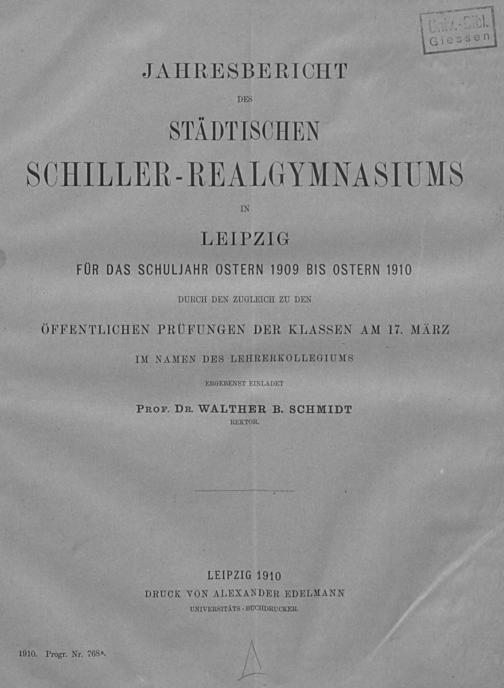 Univ.-Bibl.
Giessen
JAHRESBERICHT
DES
STÄDTISCHEN
SCHILLER-REALGYMNASIUMS
IN
LEIPZIG
FÜR DAS SCHULJAHR OSTERN 1909 BIS OSTERN 1910
DURCH DEN ZUGLEICH ZU DEN
ÖFFENTLICHEN PRÜFUNGEN DER KLASSEN AM 17. MÄRZ
IM NAMEN DES LEHRERKOLLEGIUMS
ERGEBENST EINLADET
PROF. DR. WALTHER B. SCHMIDT
REKTOR.
LEIPZIG 1910
DRUCK VON ALEXANDER EDELMANN
UNIVERSITÄTS-BUCHDRUCKER.
1910. Progr. Nr. 768a.